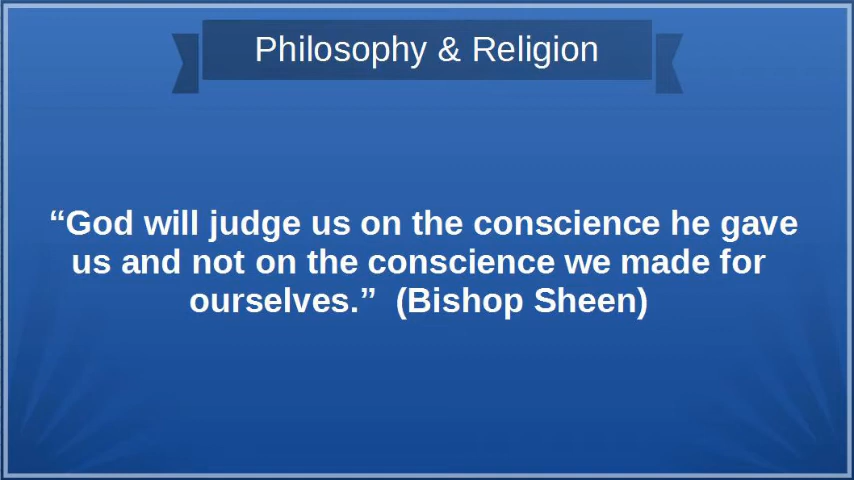 Philosophy & Religion
“God will judge us on the conscience he gave
us and not on the conscience we made for
ourselves.”  (Bishop Sheen)